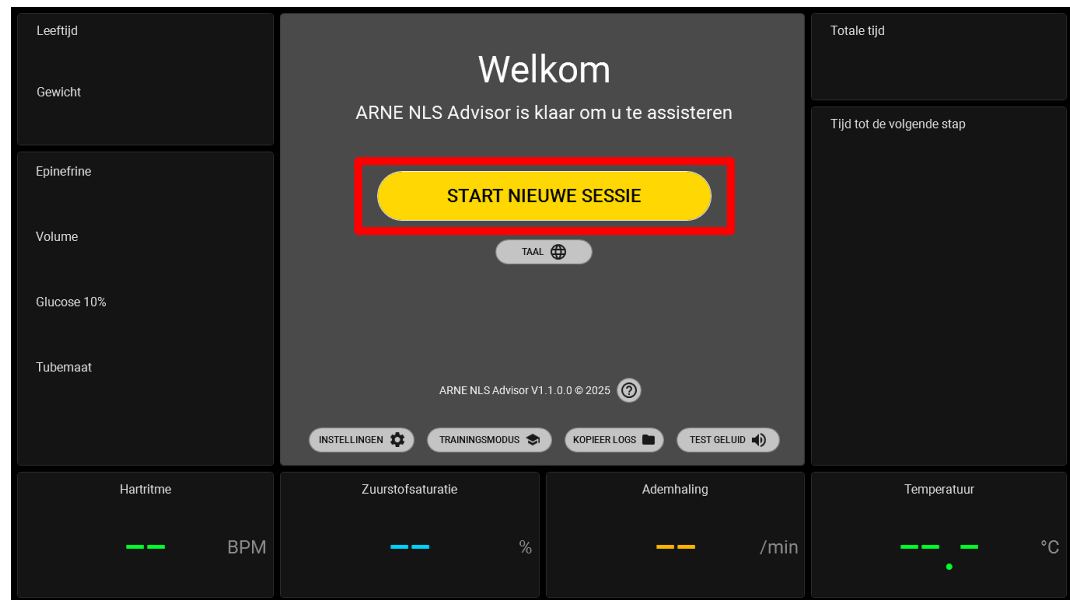 Leeftijd
Gewicht
Epinefrine
Volume
Glucose 10%
Tubemaat
Welkom
ARNE NLS Advisor is klaar om u te assisteren
START NIEUWE SESSIE
TAAL
ARNE NLS Advisor V1.1.0.0 © 2025 ?
INSTELLINGEN TRAININGSMODUS KOPIEER LOGS TEST GELUID
Totale tijd
Tijd tot de volgende stap
Hartritme
-- BPM
Zuurstofsaturatie
-- %
Ademhaling
-- /min
Temperatuur
--.- °C